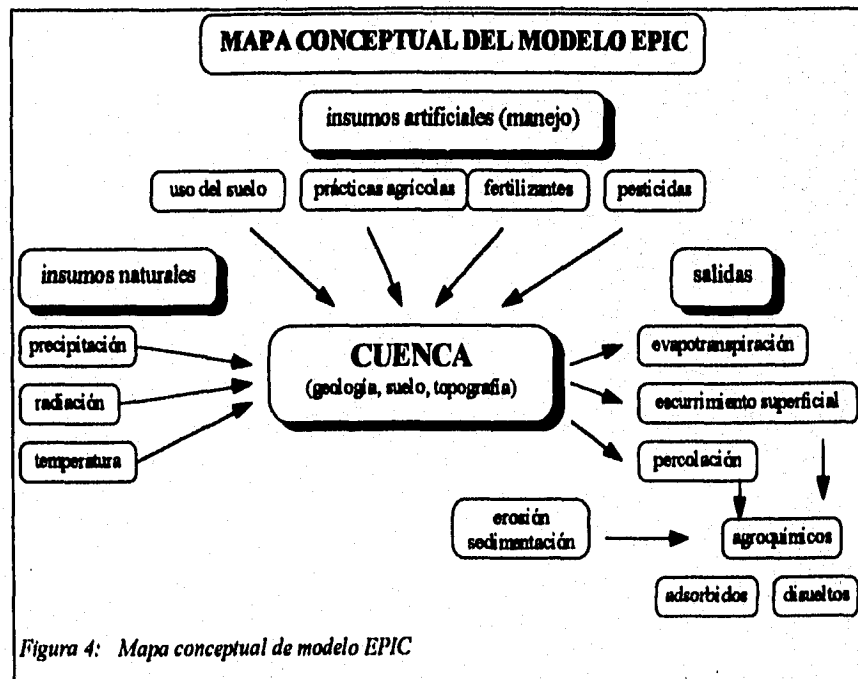 MAPA CONCEPTUAL DEL MODELO EPIC
insumos artificiales (manejo)
uso del suelo
prácticas agrícolas
fertilizantes
pesticidas
insumos naturales
salidas
precipitación
radiación
temperatura
CUENCA
(geología, suelo, topografía)
evapotranspiración
escurrimiento superficial
percolación
erosión
sedimentación
agroquímicos
adsorbidos
disueltos
Figura 4: Mapa conceptual de modelo EPIC